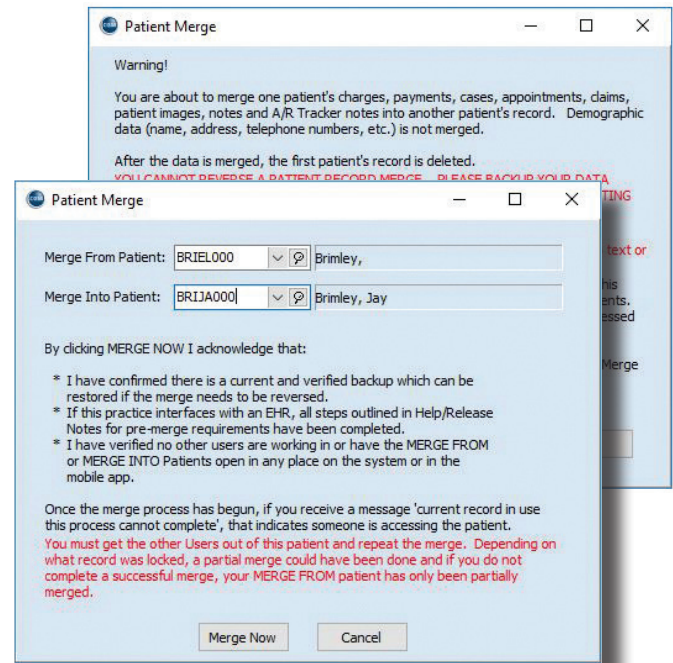 Patient Merge
Warning!
You are about to merge one patient's charges, payments, cases, appointments, claims,
patient images, notes and A/R Tracker notes into another patient's record. Demographic
data (name, address, telephone numbers, etc.) is not merged.
After the data is merged, the first patient's record is deleted.
YOU CANNOT REVERSE A PATIENT RECORD MERGE. PLEASE BACKUP YOUR DATA
TING
text or
his
ents.
essed
Merge
Patient Merge
Merge From Patient: BRIEL000 Brimley,
Merge Into Patient: BRIJA000 Brimley, Jay
By clicking MERGE NOW I acknowledge that:
* I have confirmed there is a current and verified backup which can be
restored if the merge needs to be reversed.
* If this practice interfaces with an EHR, all steps outlined in Help/Release
Notes for pre-merge requirements have been completed.
* I have verified no other users are working in or have the MERGE FROM
or MERGE INTO Patients open in any place on the system or in the
mobile app.
Once the merge process has begun, if you receive a message 'current record in use
this process cannot complete', that indicates someone is accessing the patient.
You must get the other Users out of this patient and repeat the merge. Depending on
what record was locked, a partial merge could have been done and if you do not
complete a successful merge, your MERGE FROM patient has only been partially
merged.
Merge Now
Cancel